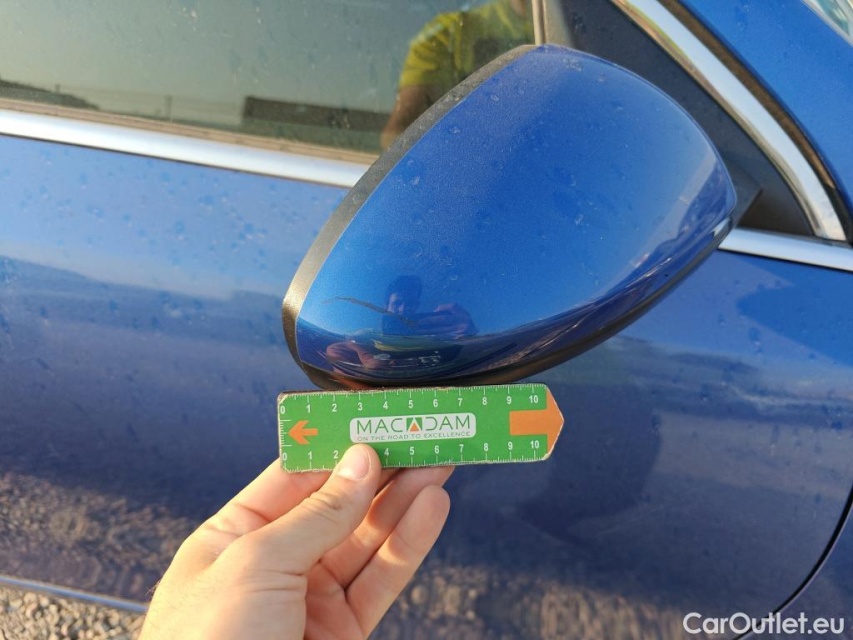 0 1 2 3 4 5 6 7 8 9 10
MACADAM
ON THE ROAD TO EXCELLENCE
0 1 2 4 5 6 7 8 9 10
CarOutlet.eu